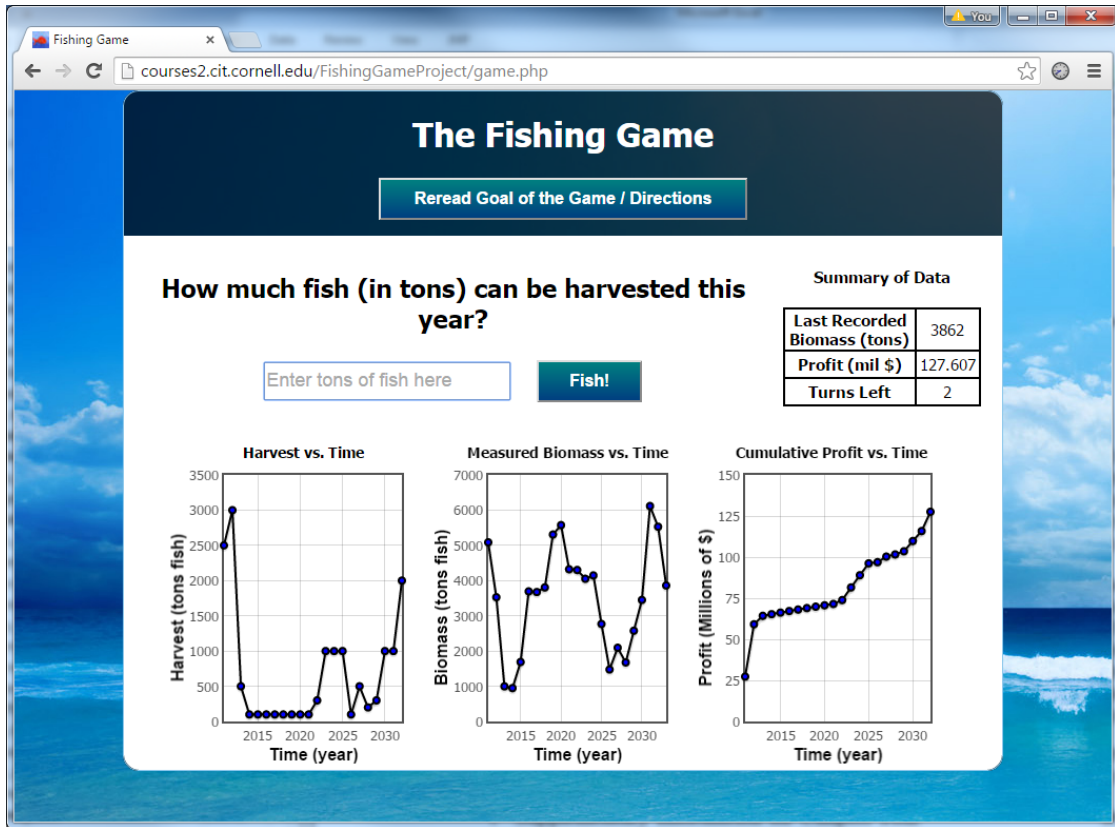 You
Fishing Game
courses2.cit.cornell.edu/FishingGameProject/game.php
The Fishing Game
Reread Goal of the Game / Directions
How much fish (in tons) can be harvested this
year?
Enter tons of fish here
Fish!
Summary of Data
Last Recorded
Biomass (tons)
3862
Profit (mil $)
127.607
Turns Left
2
Harvest vs. Time
3500
3000
2500
2000
1500
1000
500
0
Harvest (tons fish)
2015
2020
2025
2030
Time (year)
Measured Biomass vs. Time
7000
6000
5000
4000
3000
2000
1000
0
Biomass (tons fish)
2015
2020
2025
2030
Time (year)
Cumulative Profit vs. Time
150
125
100
75
50
25
0
Profit (Millions of $)
2015
2020
2025
2030
Time (year)